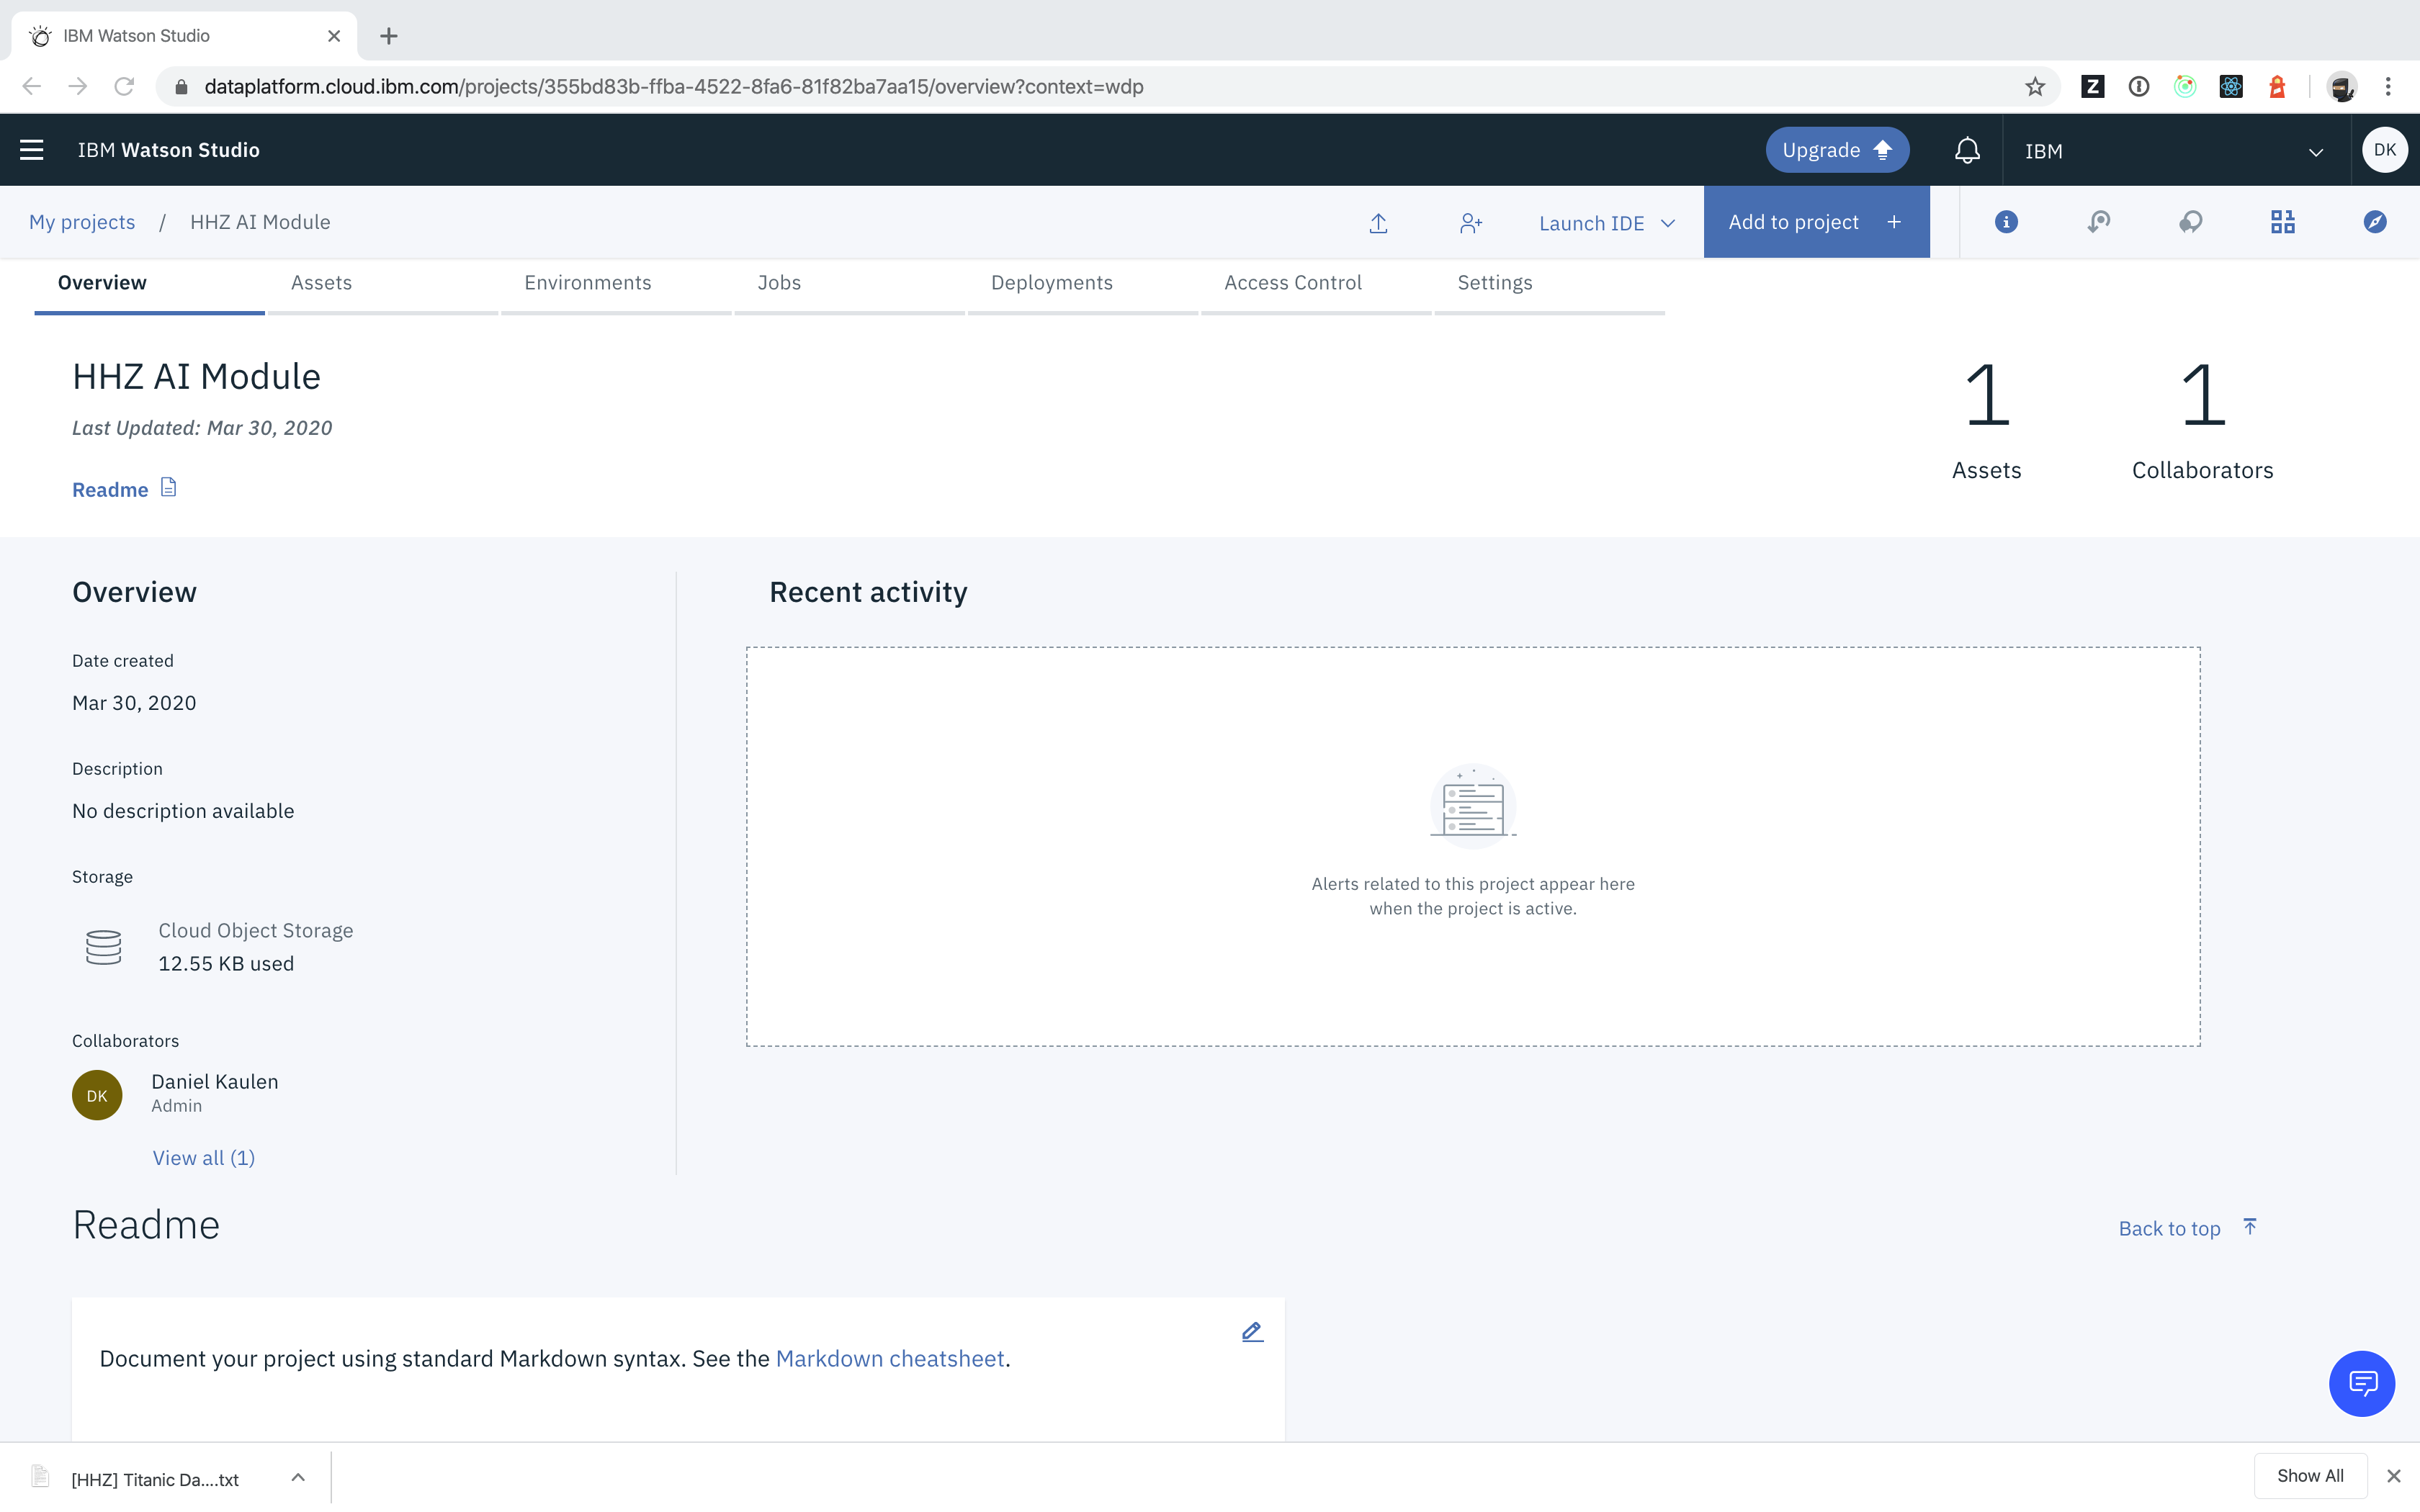 IBM Watson Studio
dataplatform.cloud.ibm.com/projects/355bd83b-ffba-4522-8fa6-81f82ba7aa15/overview?context=wdp
IBM Watson Studio
Upgrade
IBM
DK
My projects / HHZ AI Module
Launch IDE
Add to project +
Overview
Assets
Environments
Jobs
Deployments
Access Control
Settings
HHZ AI Module
Last Updated: Mar 30, 2020
Readme
1
Assets
1
Collaborators
Overview
Date created
Mar 30, 2020
Description
No description available
Storage
Cloud Object Storage
12.55 KB used
Collaborators
DK
Daniel Kaulen
Admin
View all (1)
Recent activity
Alerts related to this project appear here
when the project is active.
Readme
Back to top
Document your project using standard Markdown syntax. See the Markdown cheatsheet.
[HHZ] Titanic Da....txt
Show All